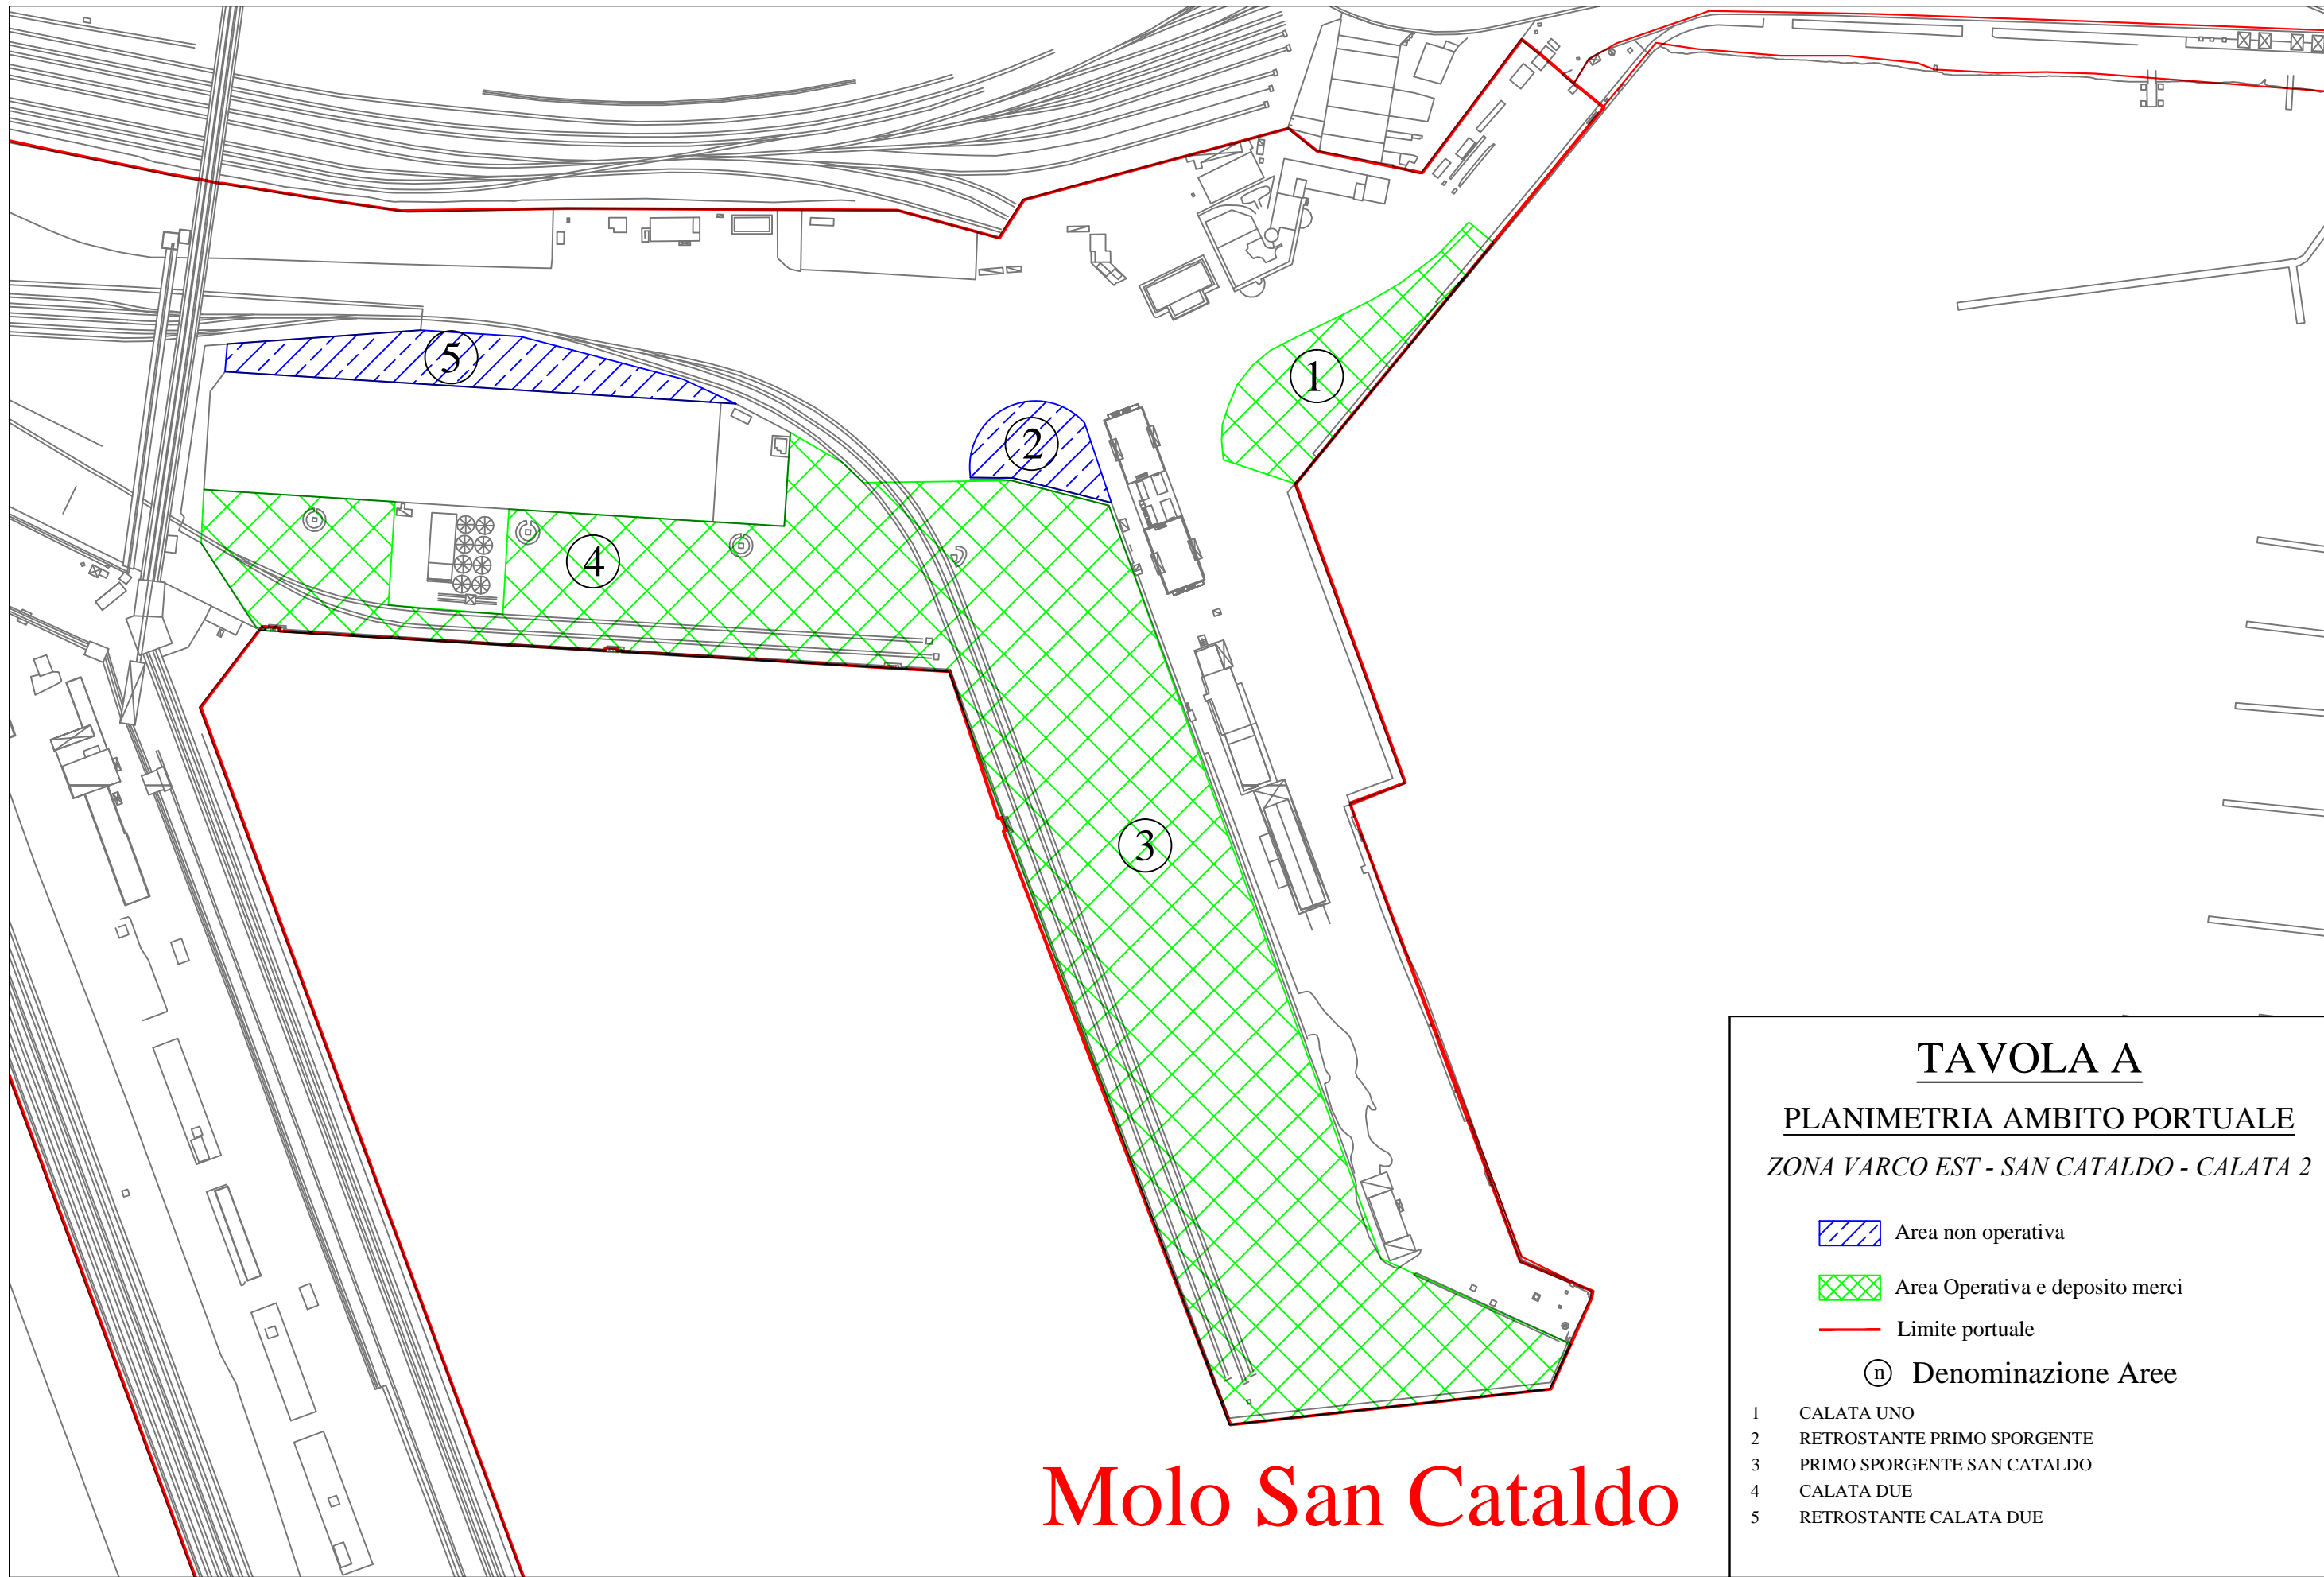 5
2
1
4
3
Molo San Cataldo
TAVOLA A
PLANIMETRIA AMBITO PORTUALE
ZONA VARCO EST - SAN CATALDO - CALATA 2
Area non operativa
Area Operativa e deposito merci
Limite portuale
n Denominazione Aree
1 CALATA UNO
2 RETROSTANTE PRIMO SPORGENTE
3 PRIMO SPORGENTE SAN CATALDO
4 CALATA DUE
5 RETROSTANTE CALATA DUE